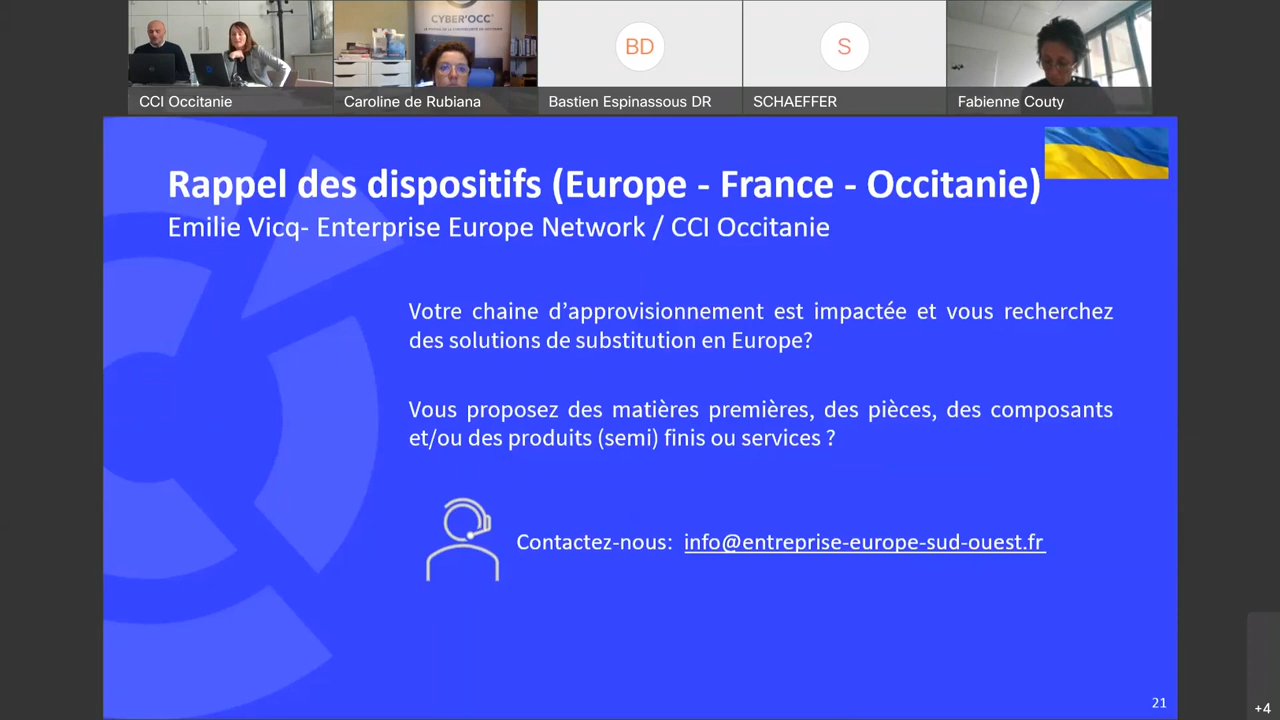 CYBER'OCC
CCI Occitanie
Caroline de Rubiana
BD
Bastien Espinassous DR
S
SCHAEFFER
Fabienne Couty
Rappel des dispositifs (Europe - France - Occitanie)
Emilie Vicq- Enterprise Europe Network / CCI Occitanie
Votre chaine d’approvisionnement est impactée et vous recherchez
des solutions de substitution en Europe?
Vous proposez des matières premières, des pièces, des composants
et/ou des produits (semi) finis ou services ?
Contactez-nous: info@entreprise-europe-sud-ouest.fr
21
+4